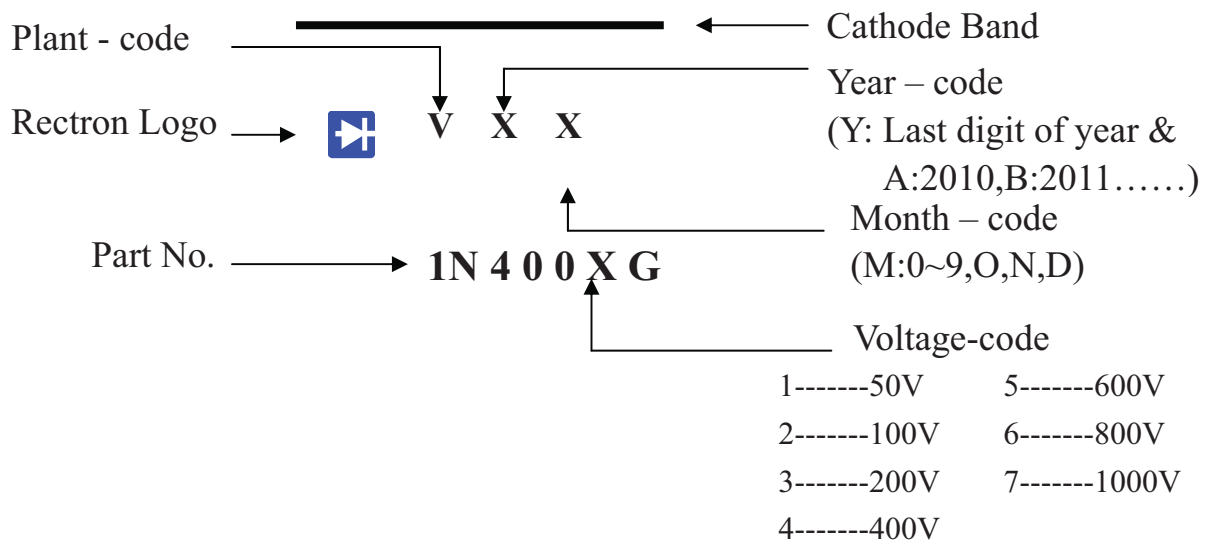 Cathode Band
Plant - code
Year – code
Rectron Logo
V X X
(Y: Last digit of year &
A:2010,B:2011……)
Month – code
Part No.
1N 4 0 0 X G
(M:0~9,O,N,D)
Voltage-code
1-------50V 5-------600V
2-------100V 6-------800V
3-------200V 7-------1000V
4-------400V